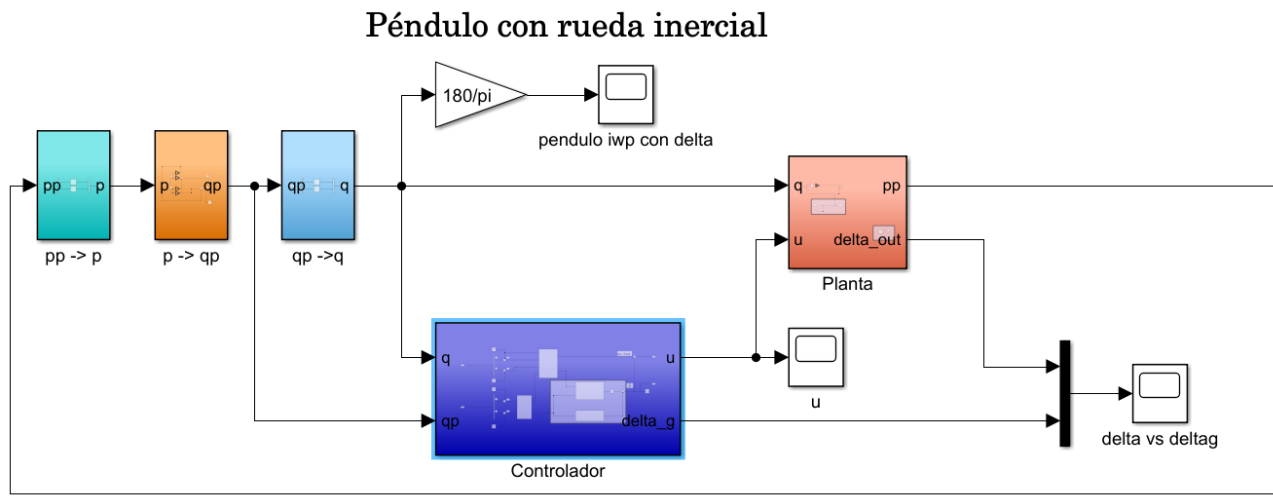 Péndulo con rueda inercial
180/pi
pendulo iwp con delta
pp p
pp -> p
p qp
p -> qp
qp q
qp ->q
q pp
u delta_out
Planta
q u
qp delta_g
Controlador
u
delta vs deltag